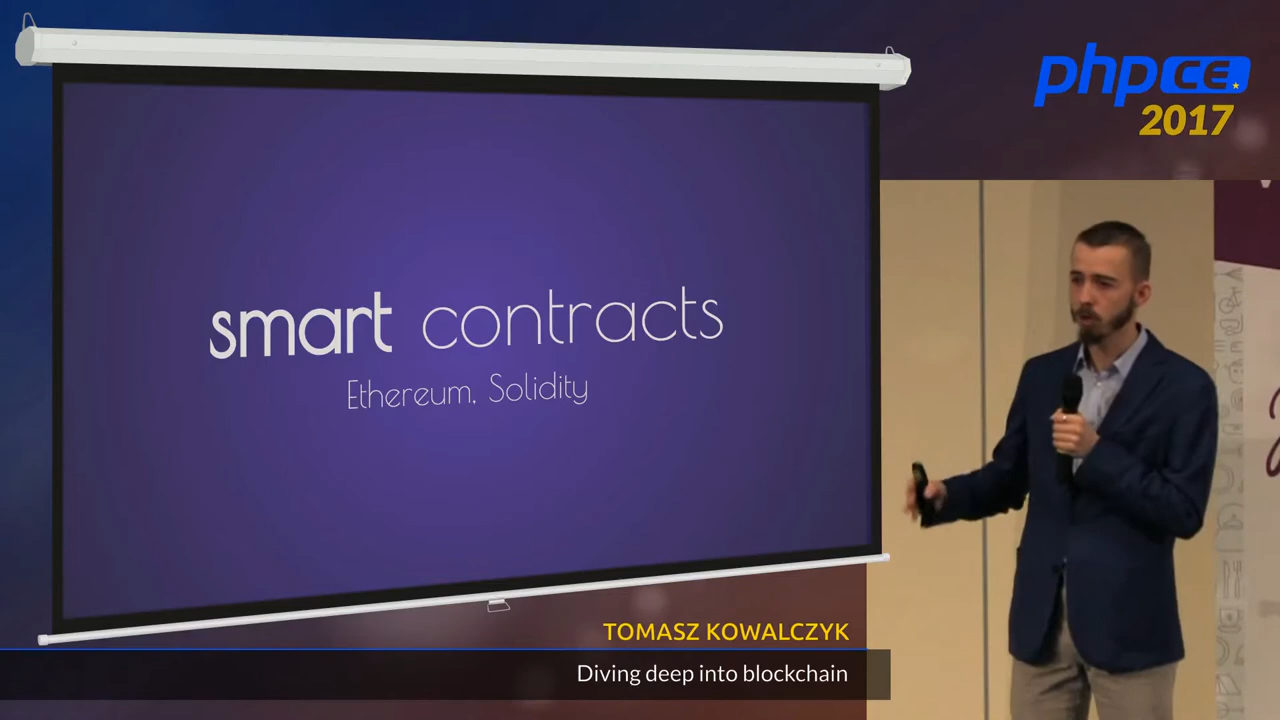 phpCE
2017
smart contracts
Ethereum, Solidity
TOMASZ KOWALCZYK
Diving deep into blockchain